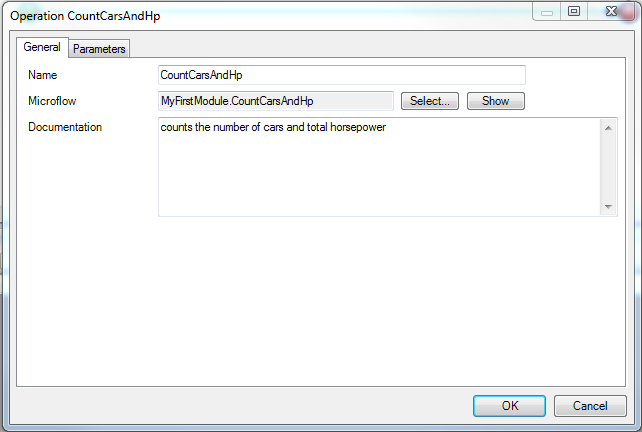 Operation CountCarsAndHp
General Parameters
Name CountCarsAndHp
Microflow MyFirstModule.CountCarsAndHp Select... Show
Documentation counts the number of cars and total horsepower
OK Cancel